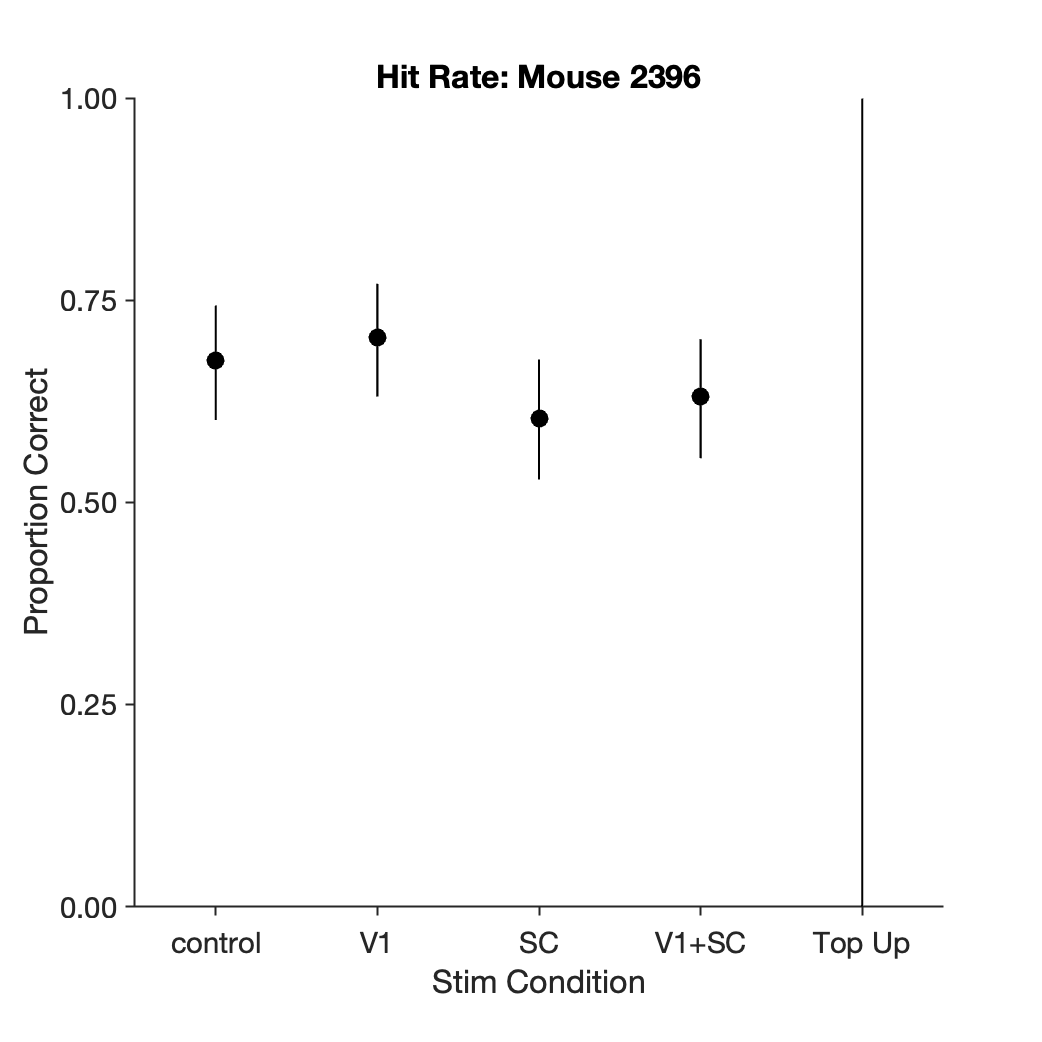 Hit Rate: Mouse 2396
1.00
0.75
0.50
0.25
0.00
Proportion Correct
control V1 SC V1+SC Top Up
Stim Condition